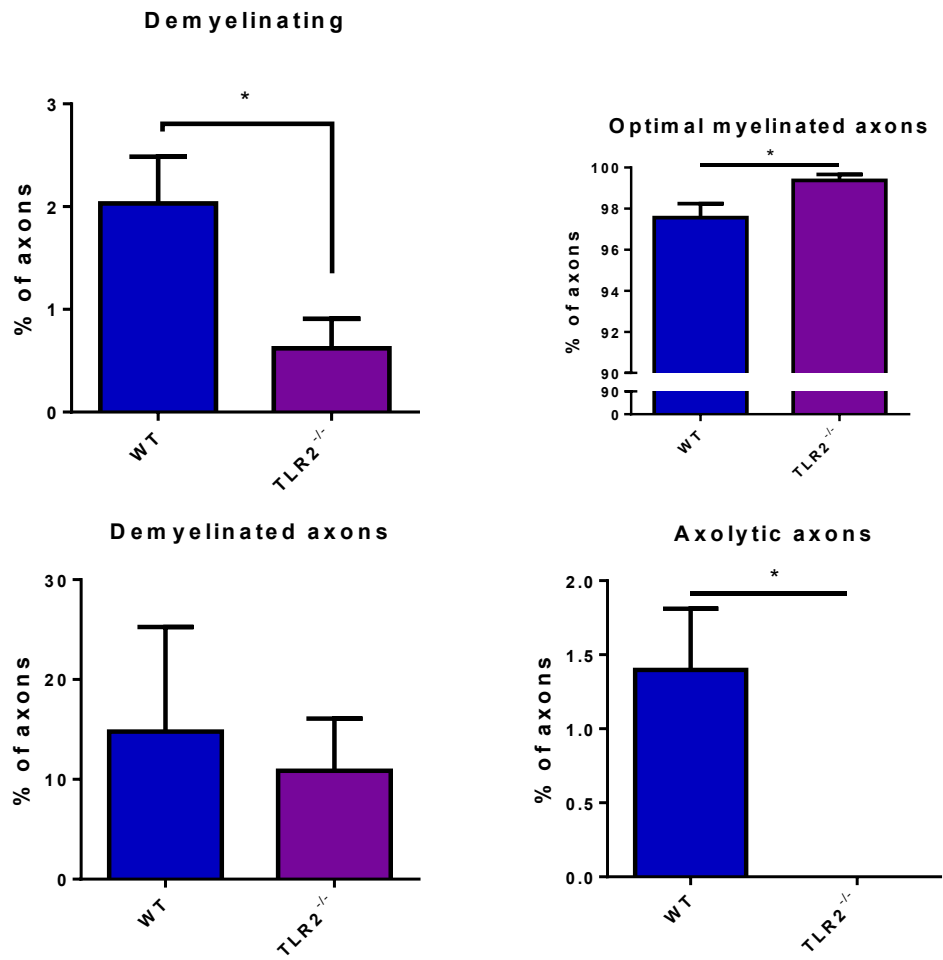 Demyelinating
*
3
2
1
0
% of axons
WT
TLR2-/-
Optimal myelinated axons
*
100
98
96
94
92
90
90
0
% of axons
WT
TLR2-/-
Demyelinated axons
30
20
10
0
% of axons
WT
TLR2-/-
Axolytic axons
*
2.0
1.5
1.0
0.5
0.0
% of axons
WT
TLR2-/-